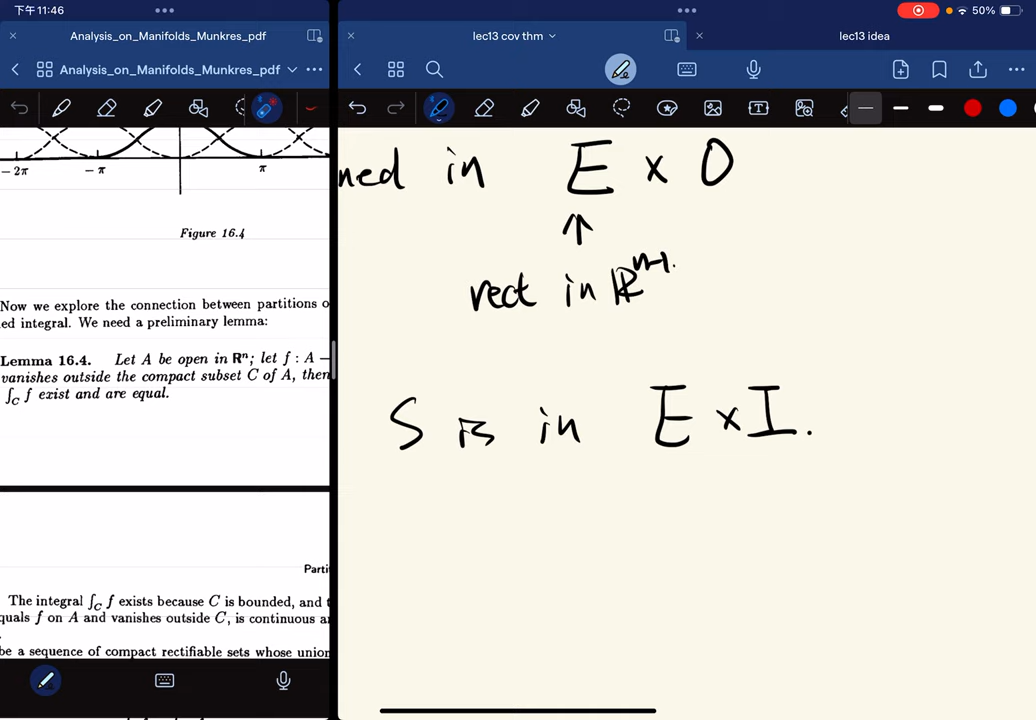 下午11:46
50%
Analysis_on_Manifolds_Munkres_pdf
Analysis_on_Manifolds_Munkres_pdf
-2π
-π
π
Figure 16.4
Now we explore the connection between partitions o
ed integral. We need a preliminary lemma:
Lemma 16.4. Let A be open in Rⁿ; let f : A –
vanishes outside the compact subset C of A, then
∫_C f exist and are equal.
Parti
The integral ∫_C f exists because C is bounded, and t
quals f on A and vanishes outside C, is continuous a
be a sequence of compact rectifiable sets whose union
lec13 cov thm
lec13 idea
ned in E × O
↑
rect in ℝⁿ⁻¹.
S is in E × I.